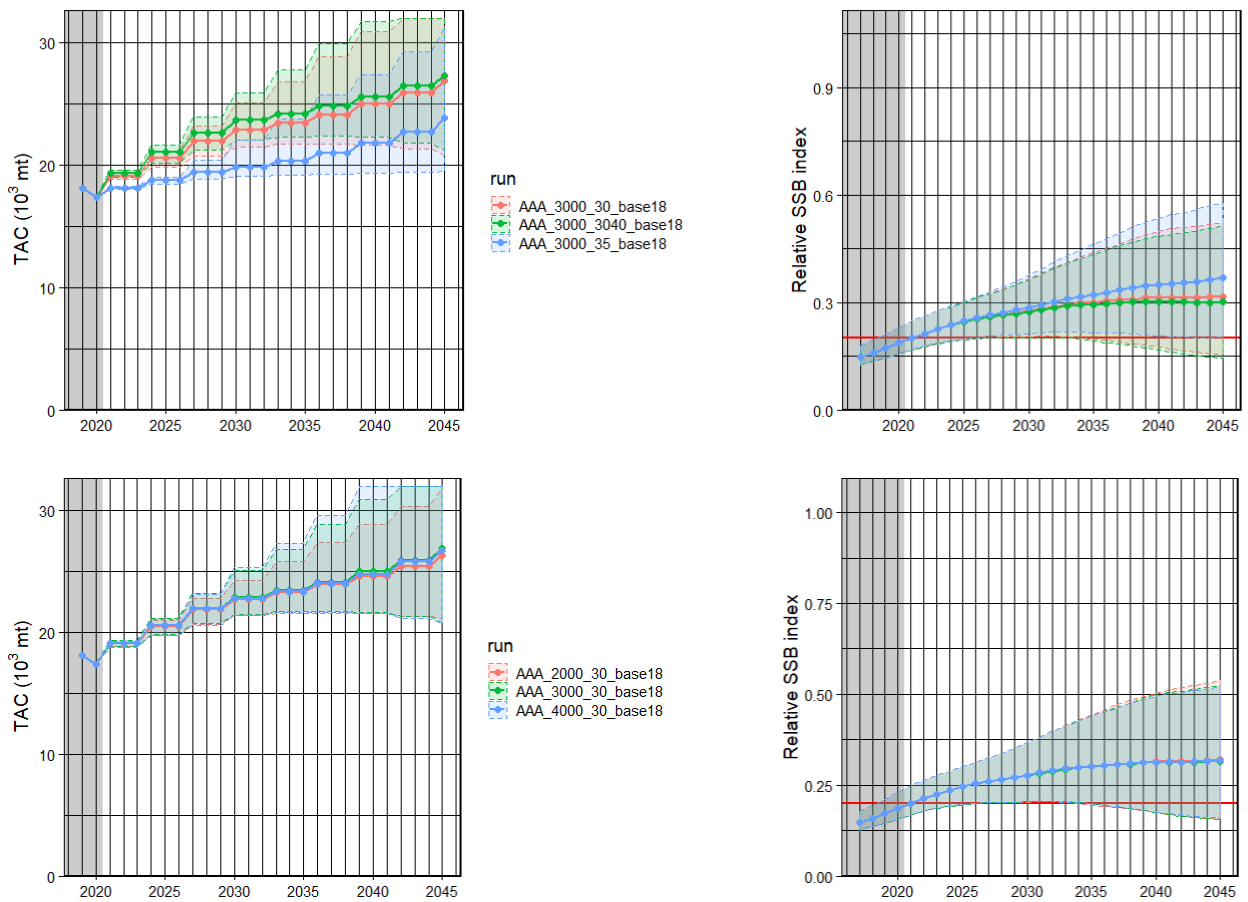 TAC (10³ mt)
30
20
10
0
2020 2025 2030 2035 2040 2045
run
AAA_3000_30_base18
AAA_3000_3040_base18
AAA_3000_35_base18
Relative SSB index
0.9
0.6
0.3
0.0
2020 2025 2030 2035 2040 2045
TAC (10³ mt)
30
20
10
0
2020 2025 2030 2035 2040 2045
run
AAA_2000_30_base18
AAA_3000_30_base18
AAA_4000_30_base18
Relative SSB index
1.00
0.75
0.50
0.25
0.00
2020 2025 2030 2035 2040 2045